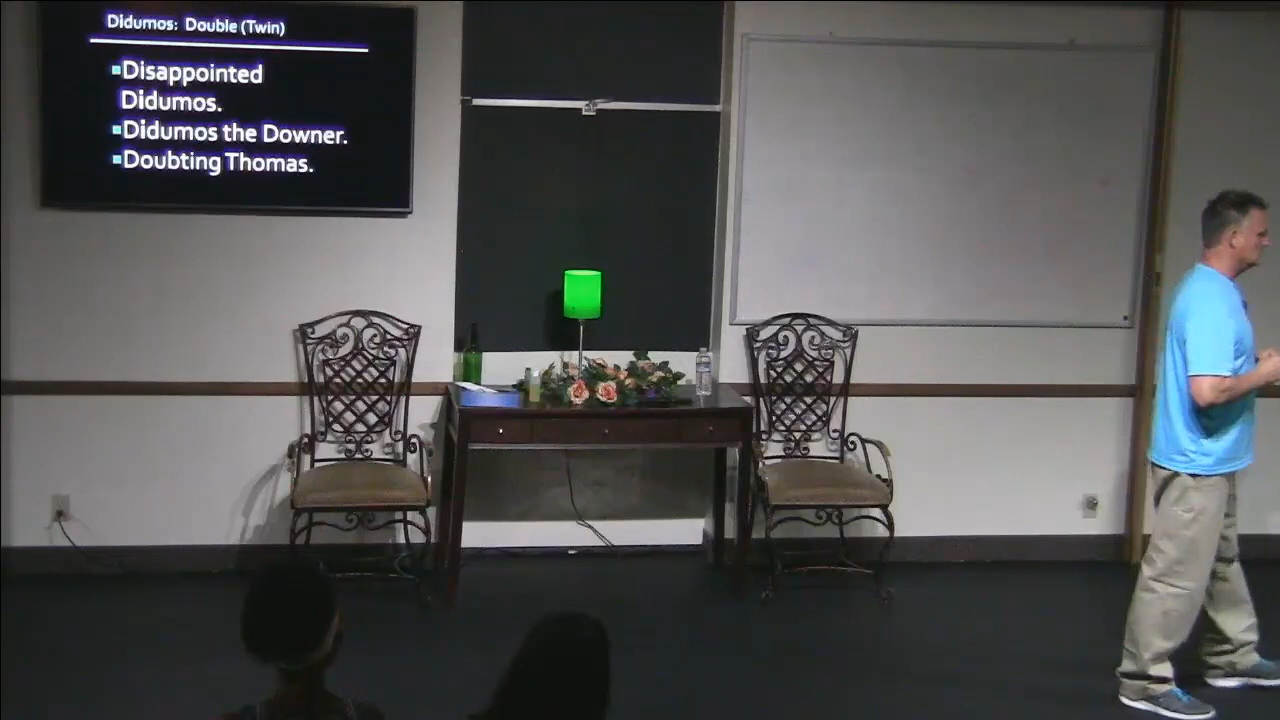 Didumos: Double (Twin)
▪Disappointed
Didumos.
▪Didumos the Downer.
▪Doubting Thomas.